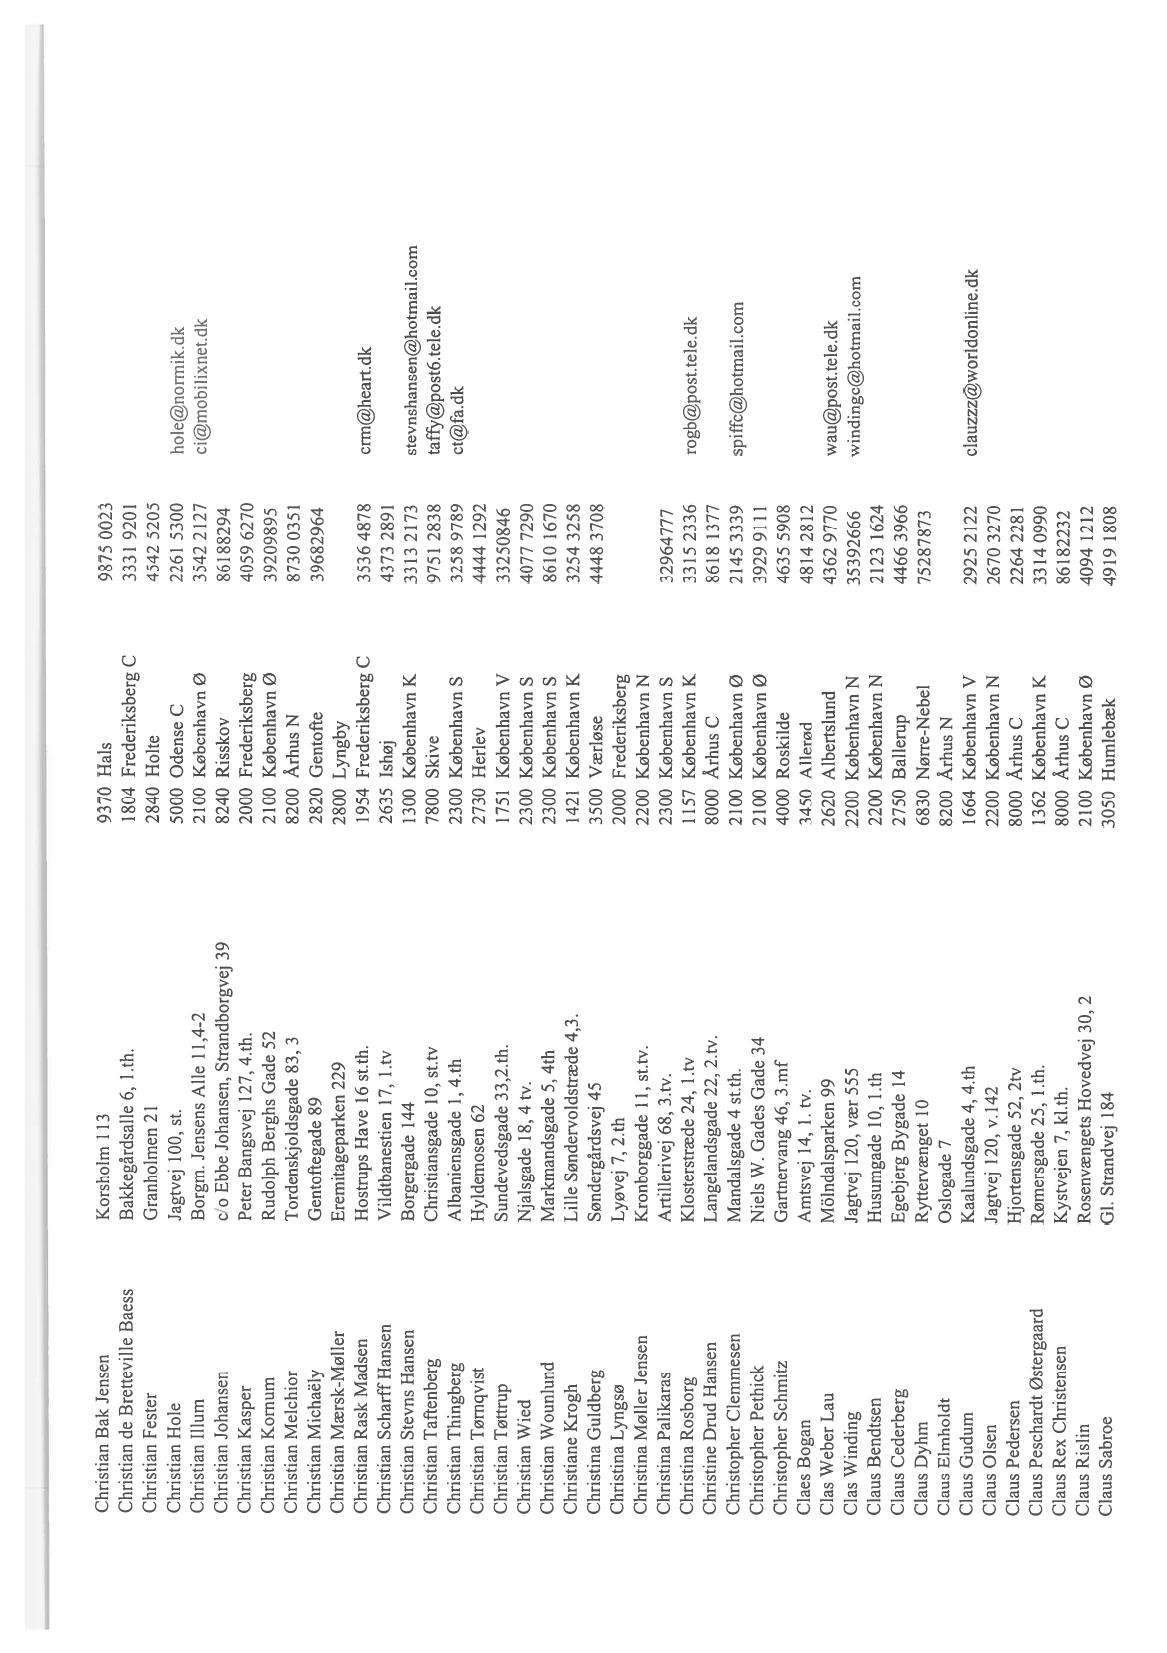 Christian Bak Jensen Korsholm 113 9370 Hals 9875 0023
Christian de Bretteville Baess Bakkegårdsalle 6, 1.th. 1804 Frederiksberg C 3331 9201
Christian Fester Granholmen 21 2840 Holte 4542 5205
Christian Hole Jagtvej 100, st. 5000 Odense C 2261 5300 hole@normik.dk
Christian Illum Borgm. Jensens Alle 11,4-2 2100 København Ø 3542 2127 ci@mobilixnet.dk
Christian Johansen c/o Ebbe Johansen, Strandborgvej 39 8240 Risskov 86188294
Christian Kasper Peter Bangsvej 127, 4.th. 2000 Frederiksberg 4059 6270
Christian Kornum Rudolph Berghs Gade 52 2100 København Ø 39209895
Christian Melchior Tordenskjoldsgade 83, 3 8200 Århus N 8730 0351
Christian Michaëly Gentoftegade 89 2820 Gentofte 39682964
Christian Mærsk-Møller Eremitageparken 229 2800 Lyngby
Christian Rask Madsen Hostrups Have 16 st.th. 1954 Frederiksberg C 3536 4878 crm@heart.dk
Christian Scharff Hansen Vildtbanestien 17, 1.tv 2635 Ishøj 4373 2891
Christian Stevns Hansen Borgergade 144 1300 København K 3313 2173 stevnshansen@hotmail.com
Christian Taftenberg Christiansgade 10, st.tv 7800 Skive 9751 2838 taffy@post6.tele.dk
Christian Thingberg Albaniensgade 1, 4.th 2300 København S 3258 9789 ct@fa.dk
Christian Tørnqvist Hyldemosen 62 2730 Herlev 4444 1292
Christian Tøttrup Sundevedsgade 33,2.th. 1751 København V 33250846
Christian Wied Njalsgade 18, 4 tv. 2300 København S 4077 7290
Christian Wounlund Markmandsgade 5, 4th 2300 København S 8610 1670
Christiane Krogh Lille Søndervoldstræde 4,3. 1421 København K 3254 3258
Christina Guldberg Søndergårdsvej 45 3500 Værløse 4448 3708
Christina Lyngsø Lyøvej 7, 2.th 2000 Frederiksberg
Christina Møller Jensen Kronborggade 11, st.tv. 2200 København N
Christina Palikaras Artillerivej 68, 3.tv. 2300 København S 32964777
Christina Rosborg Klosterstræde 24, 1.tv 1157 København K 3315 2336 rogb@post.tele.dk
Christine Drud Hansen Langelandsgade 22, 2.tv. 8000 Århus C 8618 1377
Christopher Clemmesen Mandalsgade 4 st.th. 2100 København Ø 2145 3339 spiffc@hotmail.com
Christopher Pethick Niels W. Gades Gade 34 2100 København Ø 3929 9111
Christopher Schmitz Gartnervang 46, 3.mf 4000 Roskilde 4635 5908
Claes Bogan Amtsvej 14, 1. tv. 3450 Allerød 4814 2812
Clas Weber Lau Mölndalsparken 99 2620 Albertslund 4362 9770 wau@post.tele.dk
Clas Winding Jagtvej 120, vær 555 2200 København N 35392666 windingc@hotmail.com
Claus Bendtsen Husumgade 10, 1.th 2200 København N 2123 1624
Claus Cederberg Egebjerg Bygade 14 2750 Ballerup 4466 3966
Claus Dyhm Ryttervænget 10 6830 Nørre-Nebel 75287873
Claus Elmholdt Oslogade 7 8200 Århus N
Claus Gudum Kaalundsgade 4, 4.th 1664 København V 2925 2122 clauzzz@worldonline.dk
Claus Olsen Jagtvej 120, v.142 2200 København N 2670 3270
Claus Pedersen Hjortensgade 52, 2tv 8000 Århus C 2264 2281
Claus Peschardt Østergaard Rømersgade 25, 1.th. 1362 København K 3314 0990
Claus Rex Christensen Kystvejen 7, kl.th. 8000 Århus C 86182232
Claus Rislin Rosenvængets Hovedvej 30, 2 2100 København Ø 4094 1212
Claus Sabroe Gl. Strandvej 184 3050 Humlebæk 4919 1808